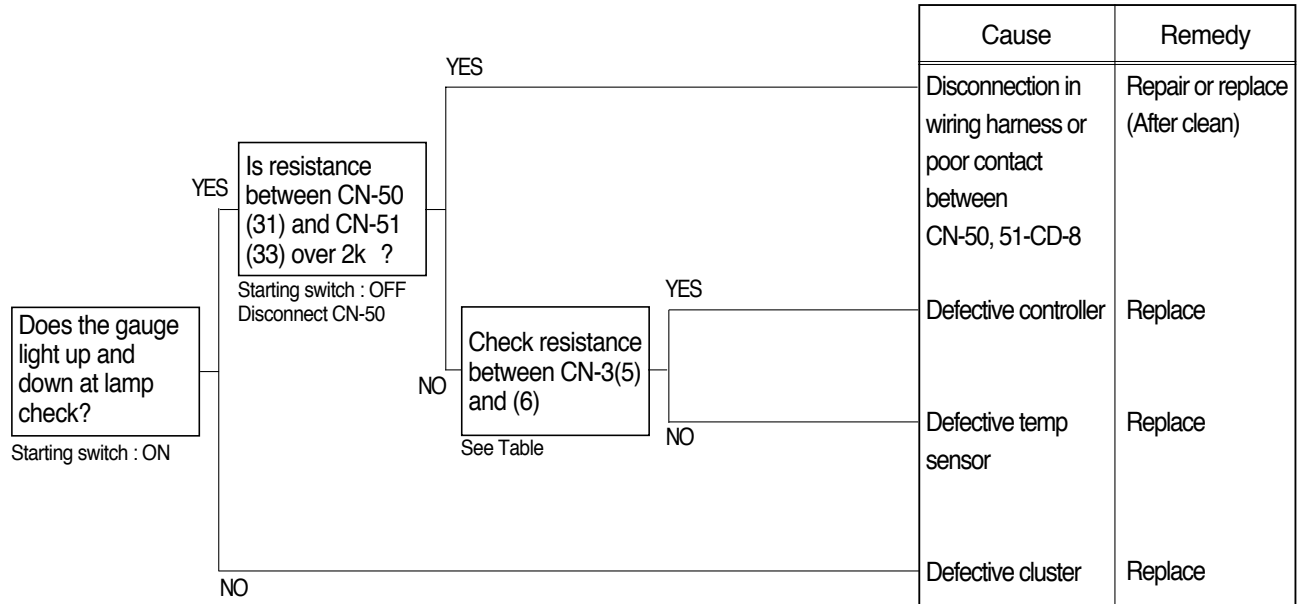 Cause
Remedy
YES
Disconnection in
wiring harness or
poor contact
between
CN-50, 51-CD-8
Repair or replace
(After clean)
YES
Is resistance
between CN-50
(31) and CN-51
(33) over 2k ?
Starting switch : OFF
Disconnect CN-50
YES
Defective controller
Replace
Does the gauge
light up and
down at lamp
check?
Starting switch : ON
NO
Check resistance
between CN-3(5)
and (6)
See Table
NO
Defective temp
sensor
Replace
NO
Defective cluster
Replace